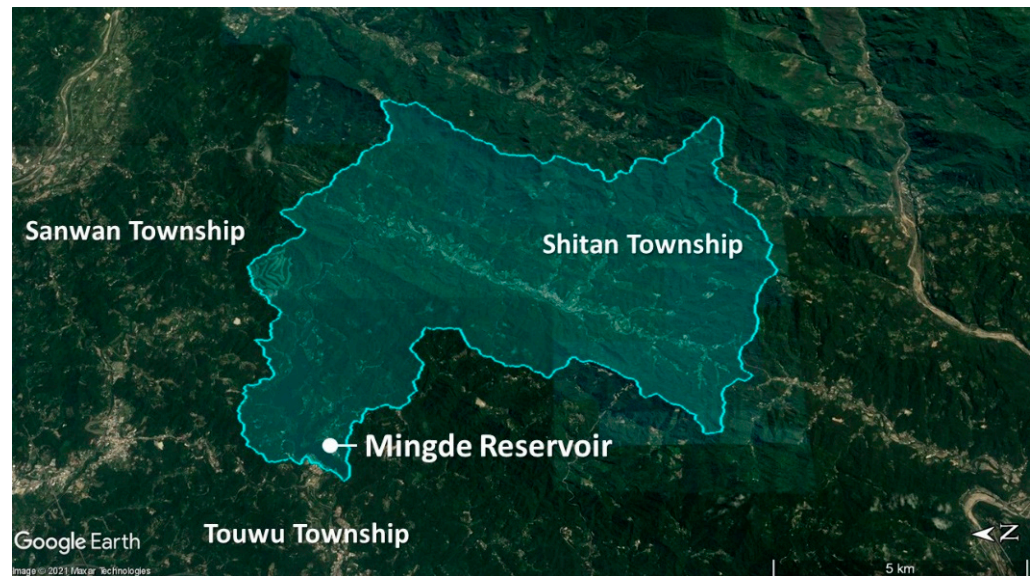 Sanwan Township
Shitan Township
Mingde Reservoir
Touwu Township
Google Earth
Image © 2021 Maxar Technologies
N
5 km